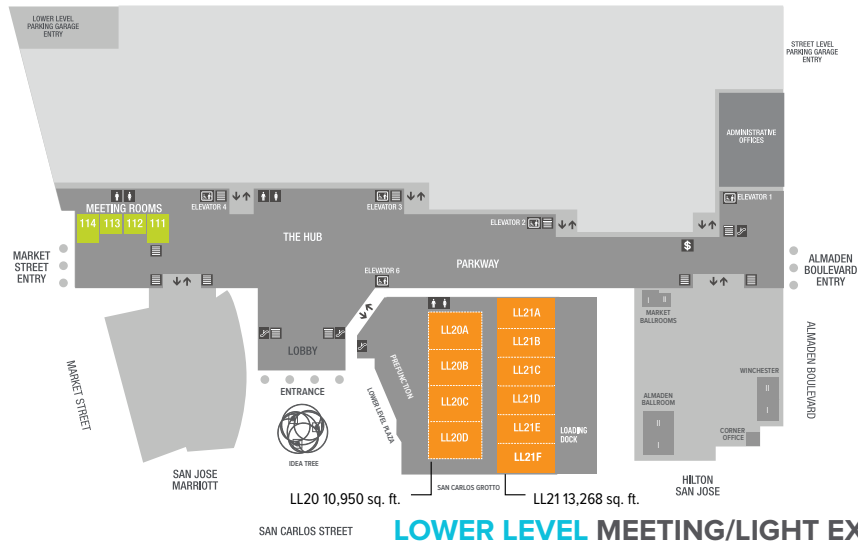 LOWER LEVEL
PARKING GARAGE
ENTRY
STREET LEVEL
PARKING GARAGE
ENTRY
ADMINISTRATIVE
OFFICES
MEETING ROOMS
ELEVATOR 4
ELEVATOR 3
ELEVATOR 1
114
113
112
111
THE HUB
ELEVATOR 2
$
MARKET
STREET
ENTRY
PARKWAY
ALMADEN
BOULEVARD
ENTRY
ELEVATOR 6
LL21A
LL20A
LL21B
MARKET
BALLROOMS
I
II
LOBBY
PREFUNCTION
LL20B
LL21C
MARKET STREET
ALMADEN BOULEVARD
WINCHESTER
II
I
ENTRANCE
LOWER LEVEL PLAZA
LL20C
LL21D
ALMADEN
BALLROOM
II
I
LL20D
LL21E
LOADING
DOCK
CORNER
OFFICE
IDEA TREE
LL21F
SAN JOSE
MARRIOTT
SAN CARLOS GROTTO
HILTON
SAN JOSE
LL20 10,950 sq. ft.
LL21 13,268 sq. ft.
SAN CARLOS STREET
LOWER LEVEL MEETING/LIGHT EX